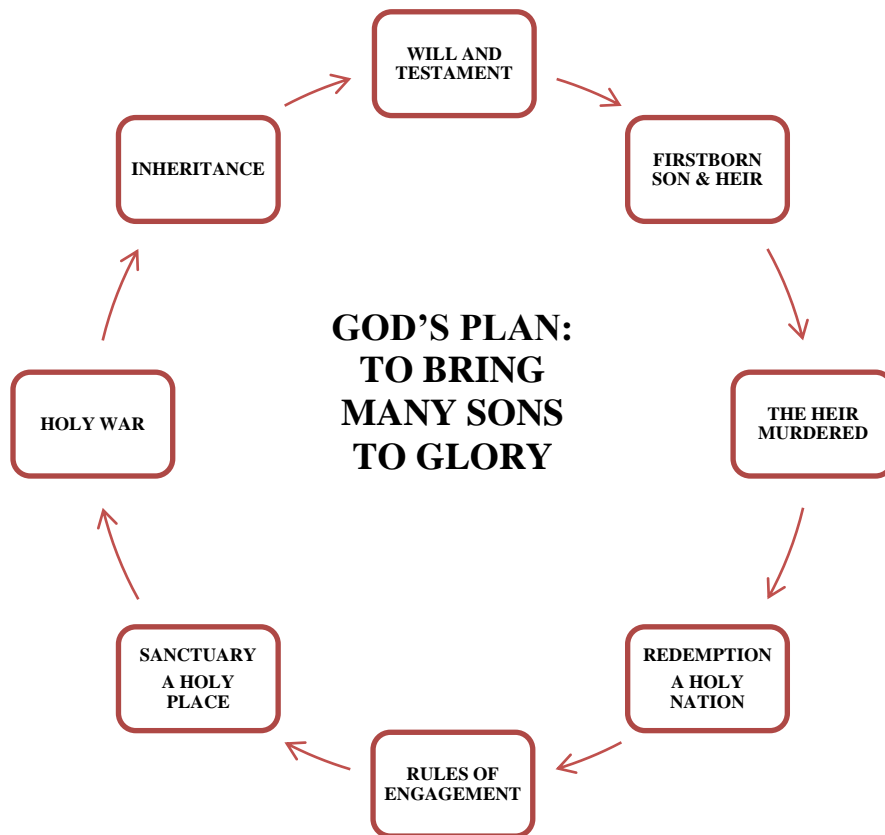 WILL AND
TESTAMENT
FIRSTBORN
SON & HEIR
THE HEIR
MURDERED
REDEMPTION
A HOLY
NATION
RULES OF
ENGAGEMENT
SANCTUARY
A HOLY
PLACE
HOLY WAR
INHERITANCE
GOD’S PLAN:
TO BRING
MANY SONS
TO GLORY